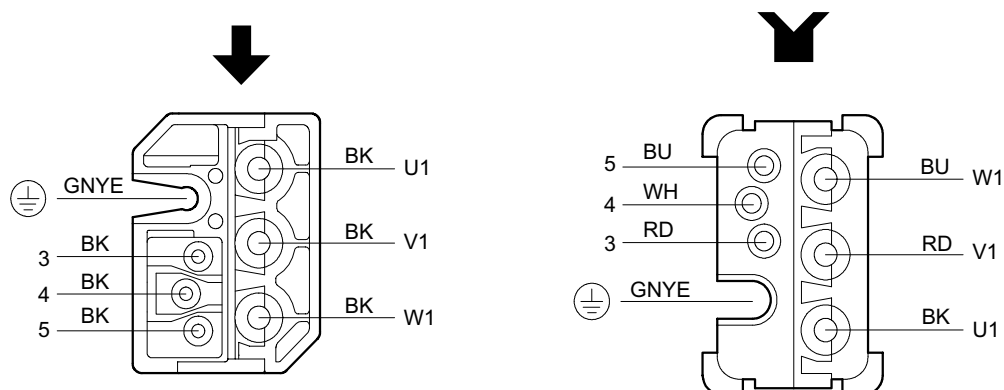 BK U1
GNYE
BK V1
3 BK
4 BK
5 BK
BK W1
5 BU
BU W1
4 WH
3 RD
RD V1
GNYE
BK U1